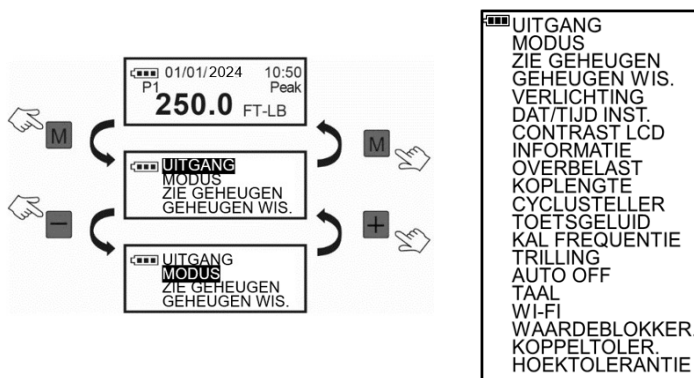 01/01/2024 10:50
P1 Peak
250.0 FT-LB
M
M
UITGANG
MODUS
ZIE GEHEUGEN
GEHEUGEN WIS.
−
+
UITGANG
MODUS
ZIE GEHEUGEN
GEHEUGEN WIS.
UITGANG
MODUS
ZIE GEHEUGEN
GEHEUGEN WIS.
VERLICHTING
DAT/TIJD INST.
CONTRAST LCD
INFORMATIE
OVERBELAST
KOPLENGTE
CYCLUSTELLER
TOETSGELUID
KAL FREQUENTIE
TRILLING
AUTO OFF
TAAL
WI-FI
WAARDEBLOKKER.
KOPPELTOLER.
HOEKTOLERANTIE